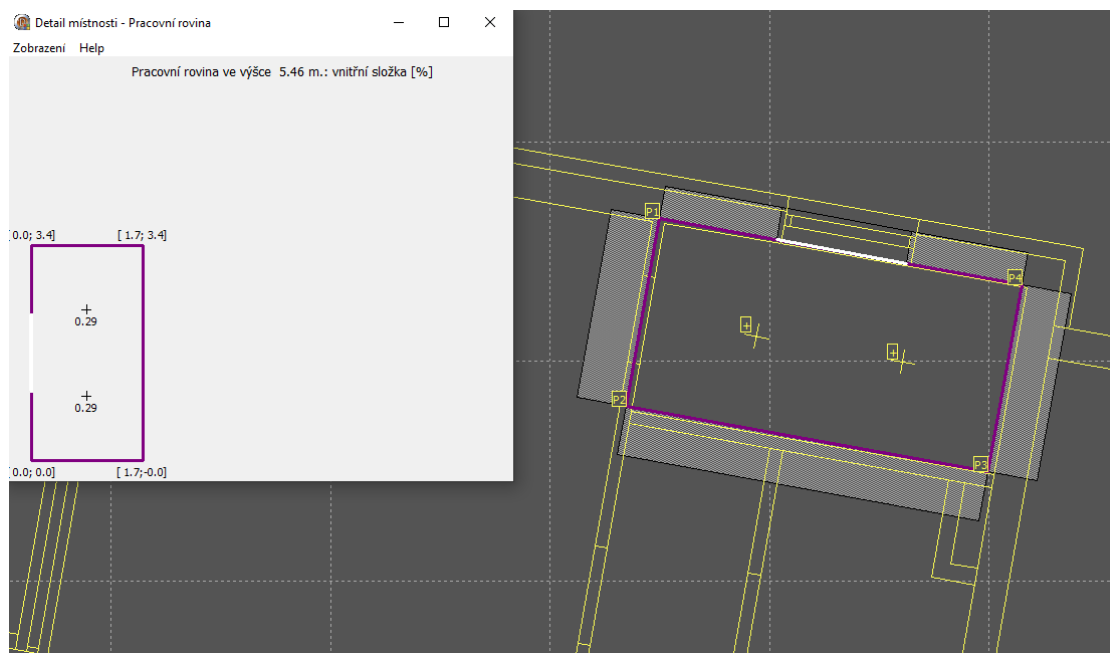 Detail místnosti - Pracovní rovina
Zobrazení Help
Pracovní rovina ve výšce 5.46 m.: vnitřní složka [%]
[0.0; 3.4] [ 1.7; 3.4]
0.29
0.29
[0.0; 0.0] [ 1.7;-0.0]
P1
P4
P2
P3